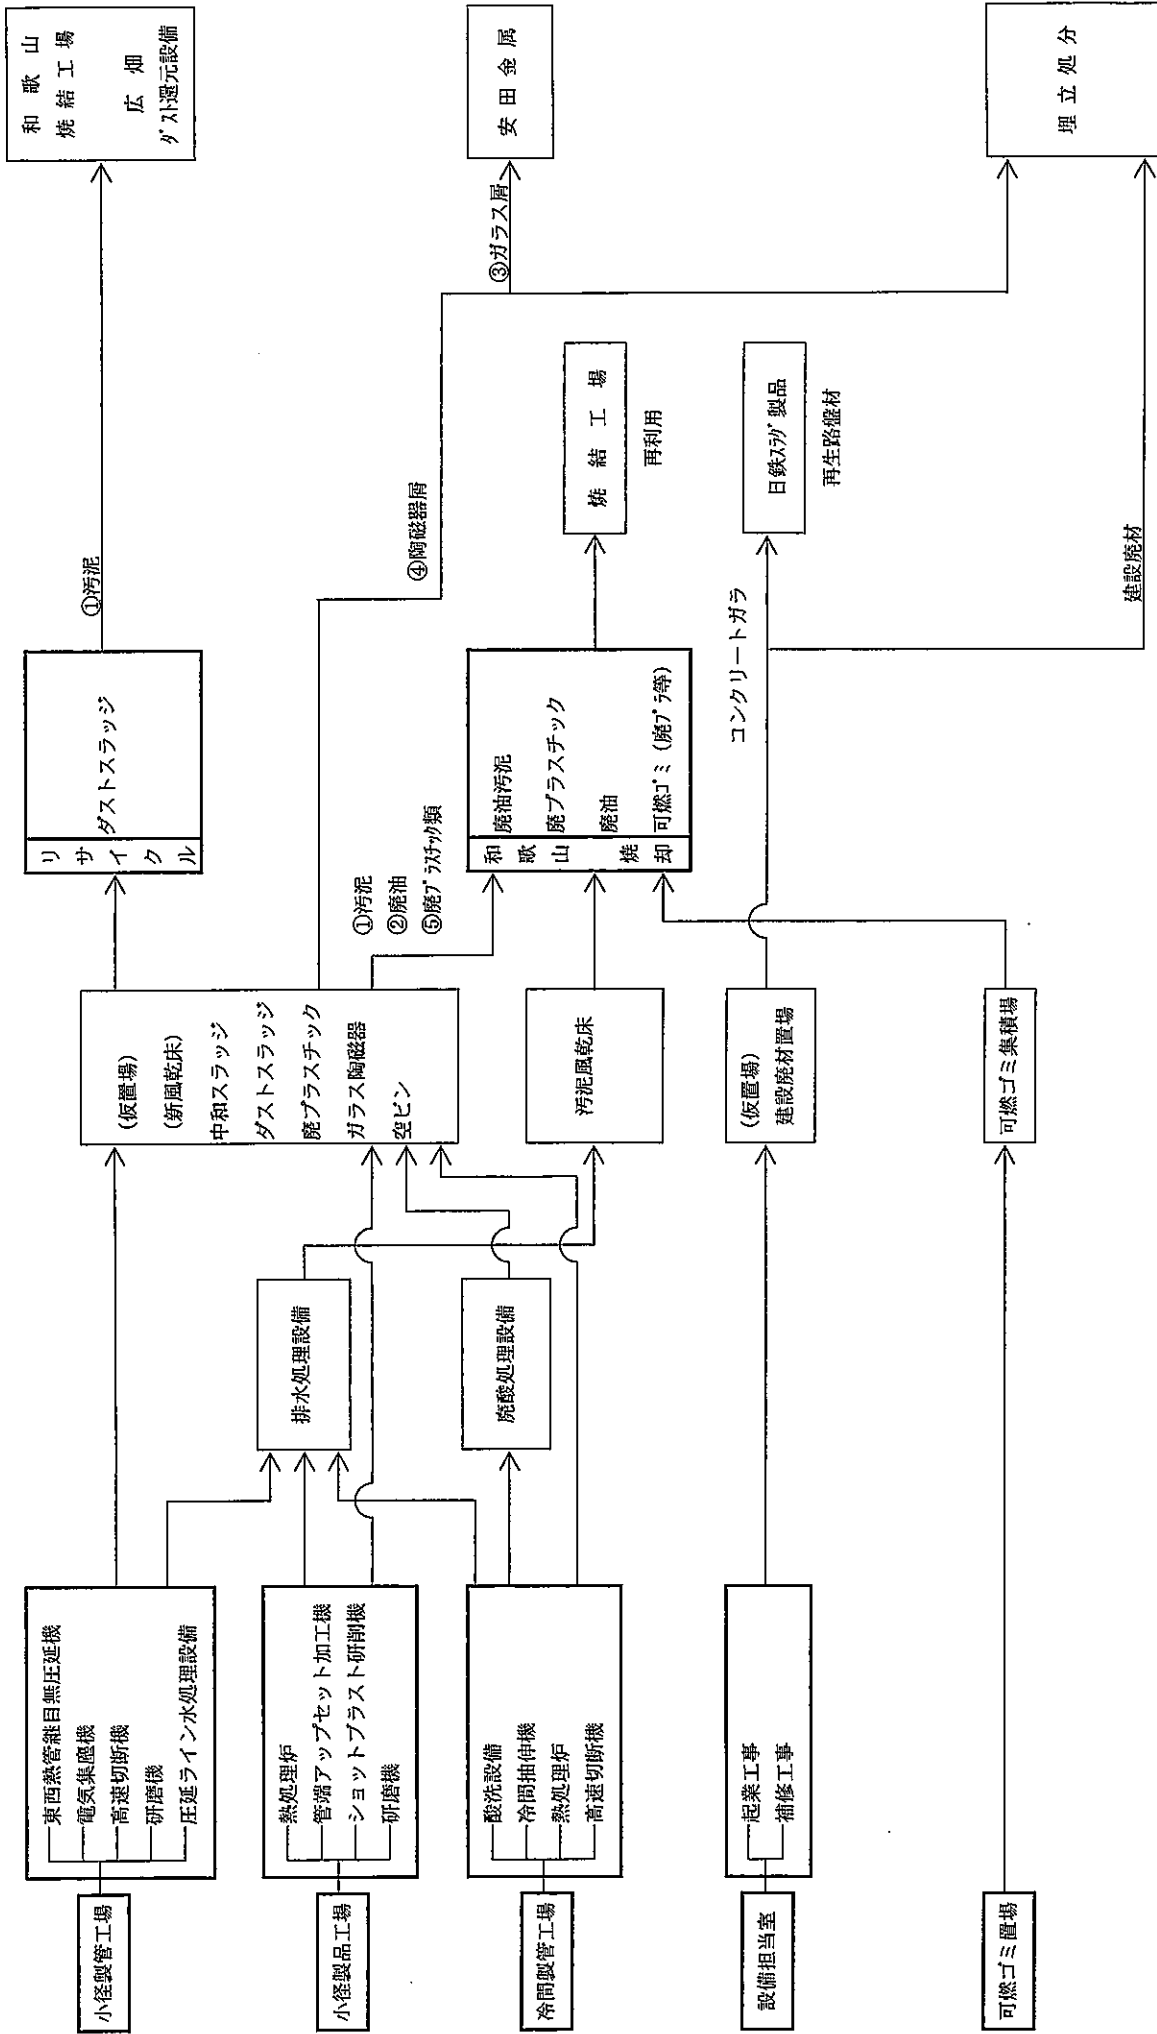 小径製管工場
東西熱管継目無圧延機
電気集塵機
高速切断機
研磨機
圧延ライン水処理設備
小径製品工場
熱処理炉
管端アップセット加工機
ショットブラスト研削機
研磨機
冷間製管工場
酸洗設備
冷間抽伸機
熱処理炉
高速切断機
設備担当室
起業工事
補修工事
可燃ゴミ置場
排水処理設備
廃酸処理設備
(仮置場)
(新風乾床)
中和スラッジ
ダストスラッジ
廃プラスチック
ガラス陶磁器
空ビン
汚泥風乾床
(仮置場)
建設廃材置場
可燃ゴミ集積場
①汚泥
②廃油
⑤廃プラスチック類
リサイクル
ダストスラッジ
和歌山 焼却
廃油汚泥
廃プラスチック
廃油
可燃ゴミ(廃プラ等)
①汚泥
④陶磁器屑
③ガラス屑
コンクリートガラ
建設廃材
和歌山
焼結工場
広畑
ダスト還元設備
安田金属
焼結工場
再利用
日鉄スラグ製品
再生路盤材
埋立処分